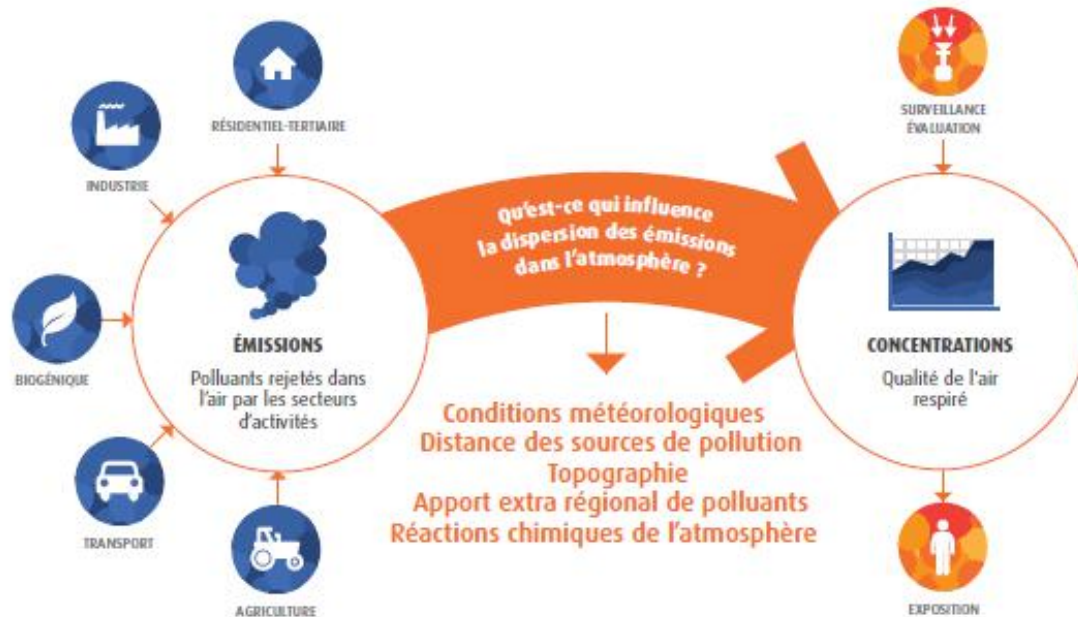 RÉSIDENTIEL-TERTIAIRE
INDUSTRIE
BIOGÉNIQUE
TRANSPORT
AGRICULTURE
ÉMISSIONS
Polluants rejetés dans
l'air par les secteurs
d'activités
Qu'est-ce qui influence
la dispersion des émissions
dans l'atmosphère ?
Conditions météorologiques
Distance des sources de pollution
Topographie
Apport extra régional de polluants
Réactions chimiques de l'atmosphère
SURVEILLANCE
ÉVALUATION
CONCENTRATIONS
Qualité de l'air
respiré
EXPOSITION